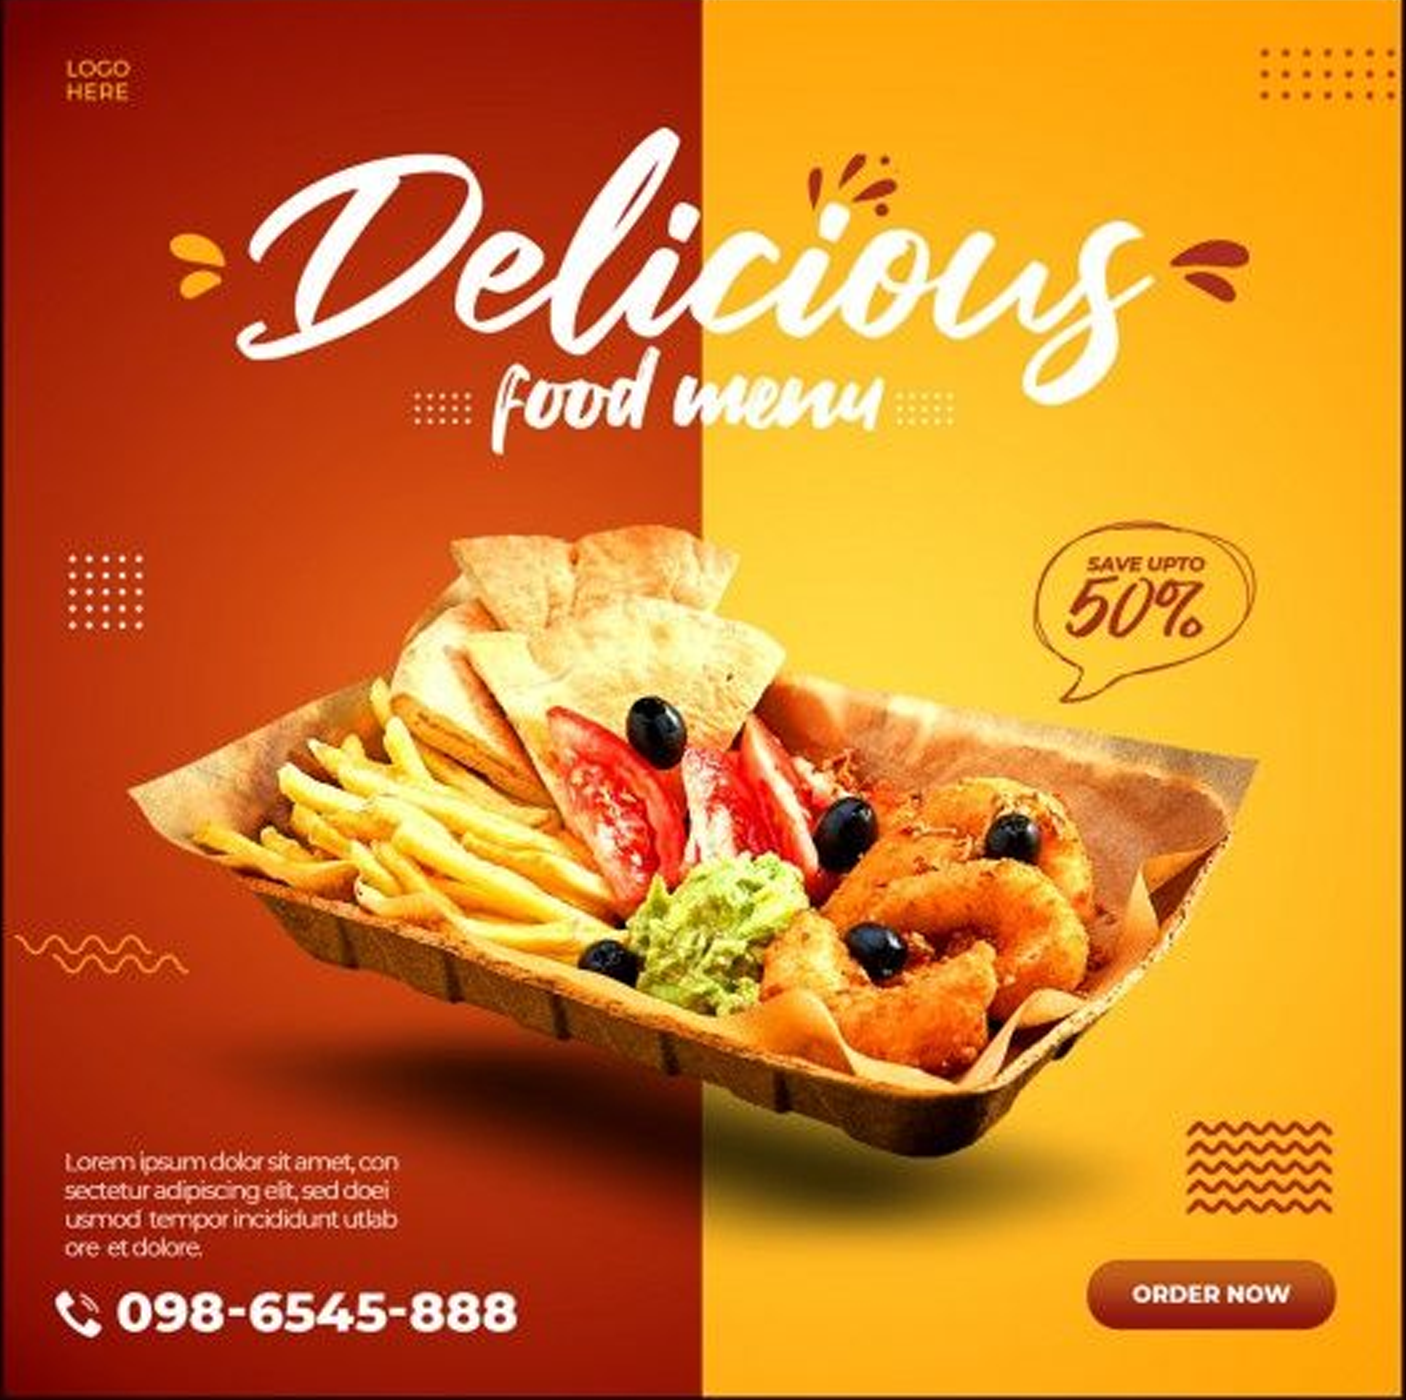 LOGO
HERE
Delicious
food menu
SAVE UPTO
50%
Lorem ipsum dolor sit amet, con
sectetur adipiscing elit, sed doei
usmod tempor incididunt utlab
ore et dolore.
098-6545-888
ORDER NOW